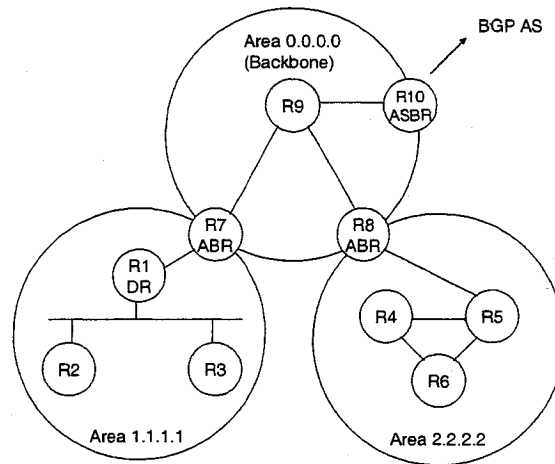 BGP AS
Area 0.0.0.0
(Backbone)
R9
R10
ASBR
R7
ABR
R8
ABR
R1
DR
R2
R3
R4
R5
R6
Area 1.1.1.1
Area 2.2.2.2